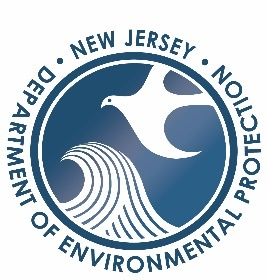 • NEW JERSEY •
DEPARTMENT OF ENVIRONMENTAL PROTECTION